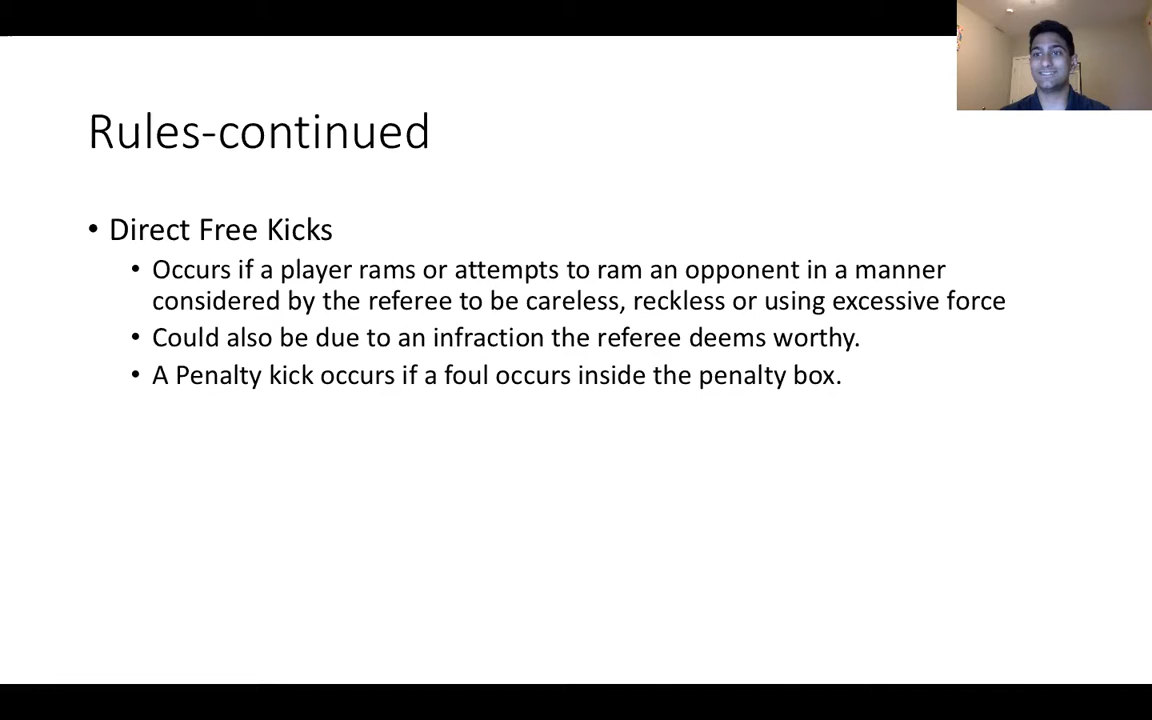 Rules-continued
• Direct Free Kicks
• Occurs if a player rams or attempts to ram an opponent in a manner
considered by the referee to be careless, reckless or using excessive force
• Could also be due to an infraction the referee deems worthy.
• A Penalty kick occurs if a foul occurs inside the penalty box.